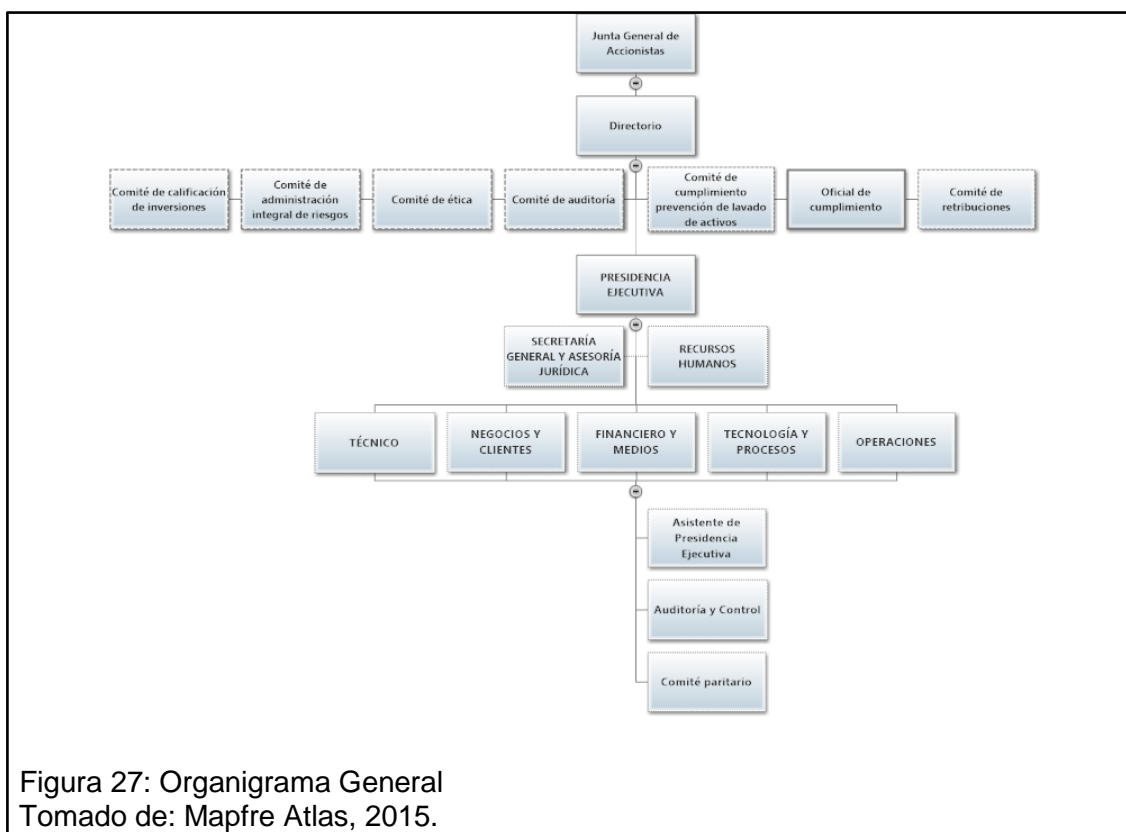 Junta General de
Accionistas
Directorio
Comité de calificación
de inversiones
Comité de
administración
integral de riesgos
Comité de ética
Comité de auditoría
Comité de
cumplimiento
prevención de lavado
de activos
Oficial de
cumplimiento
Comité de
retribuciones
PRESIDENCIA
EJECUTIVA
SECRETARÍA
GENERAL Y ASESORÍA
JURÍDICA
RECURSOS
HUMANOS
TÉCNICO
NEGOCIOS Y
CLIENTES
FINANCIERO Y
MEDIOS
TECNOLOGÍA Y
PROCESOS
OPERACIONES
Asistente de
Presidencia
Ejecutiva
Auditoría y Control
Comité paritario
Figura 27: Organigrama General
Tomado de: Mapfre Atlas, 2015.